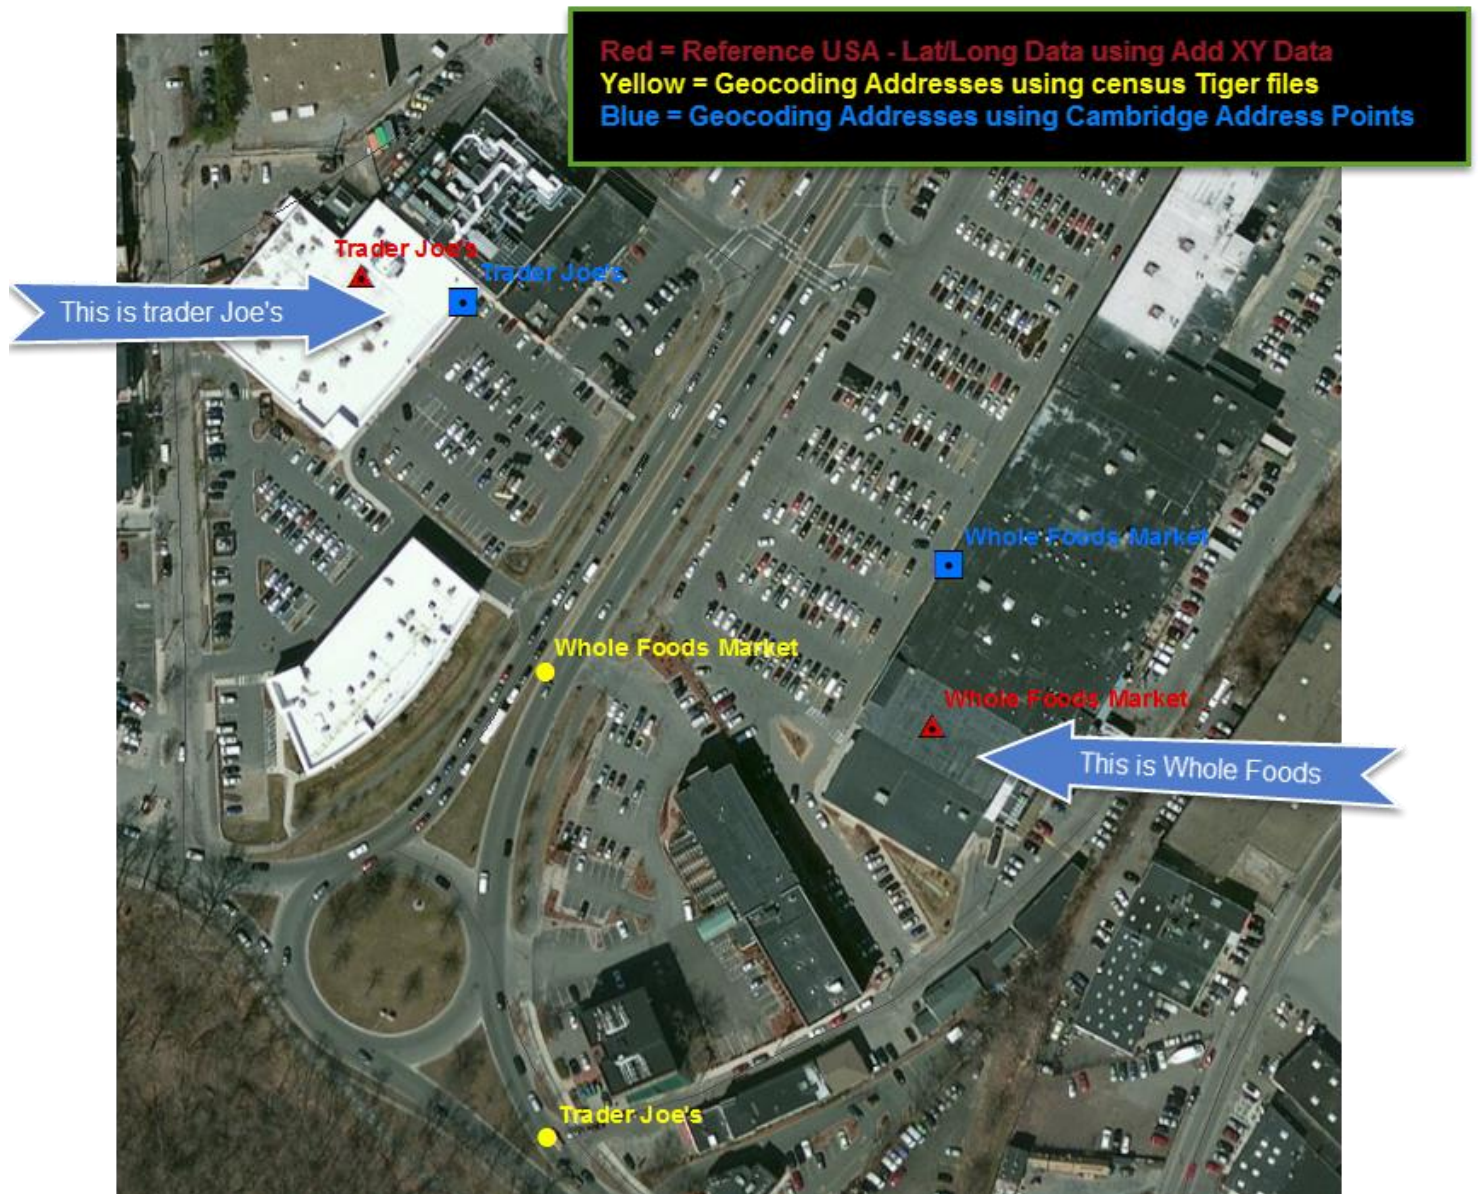 Red = Reference USA - Lat/Long Data using Add XY Data
Yellow = Geocoding Addresses using census Tiger files
Blue = Geocoding Addresses using Cambridge Address Points
Trader Joe's
Trader Joe's
This is trader Joe's
Whole Foods Market
Whole Foods Market
Whole Foods Market
This is Whole Foods
Trader Joe's